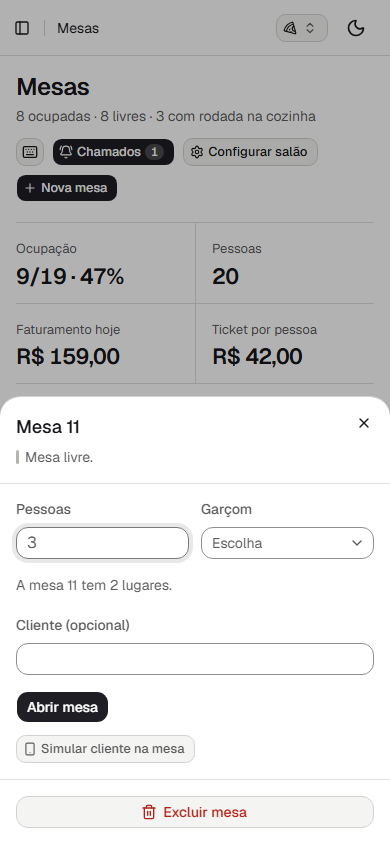 Mesas
Mesas
8 ocupadas · 8 livres · 3 com rodada na cozinha
Chamados 1
Configurar salão
Nova mesa
Ocupação
Pessoas
9/19 · 47%
20
Faturamento hoje
Ticket por pessoa
R$ 159,00
R$ 42,00
Mesa 11
Mesa livre.
Pessoas
Garçom
3
Escolha
A mesa 11 tem 2 lugares.
Cliente (opcional)
Abrir mesa
Simular cliente na mesa
Excluir mesa